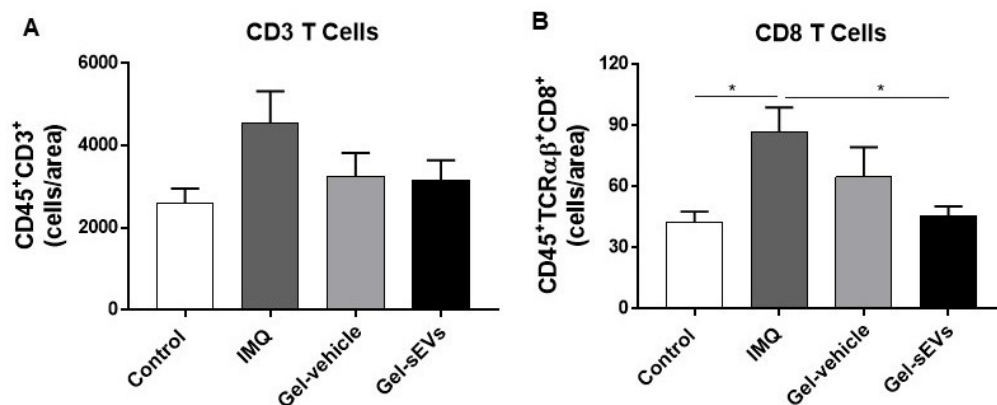 A
CD3 T Cells
CD45⁺CD3⁺
(cells/area)
6000
4000
2000
0
Control
IMQ
Gel-vehicle
Gel-sEVs
B
CD8 T Cells
CD45⁺TCRαβ⁺CD8⁺
(cells/area)
120
90
60
30
0
*
*
Control
IMQ
Gel-vehicle
Gel-sEVs